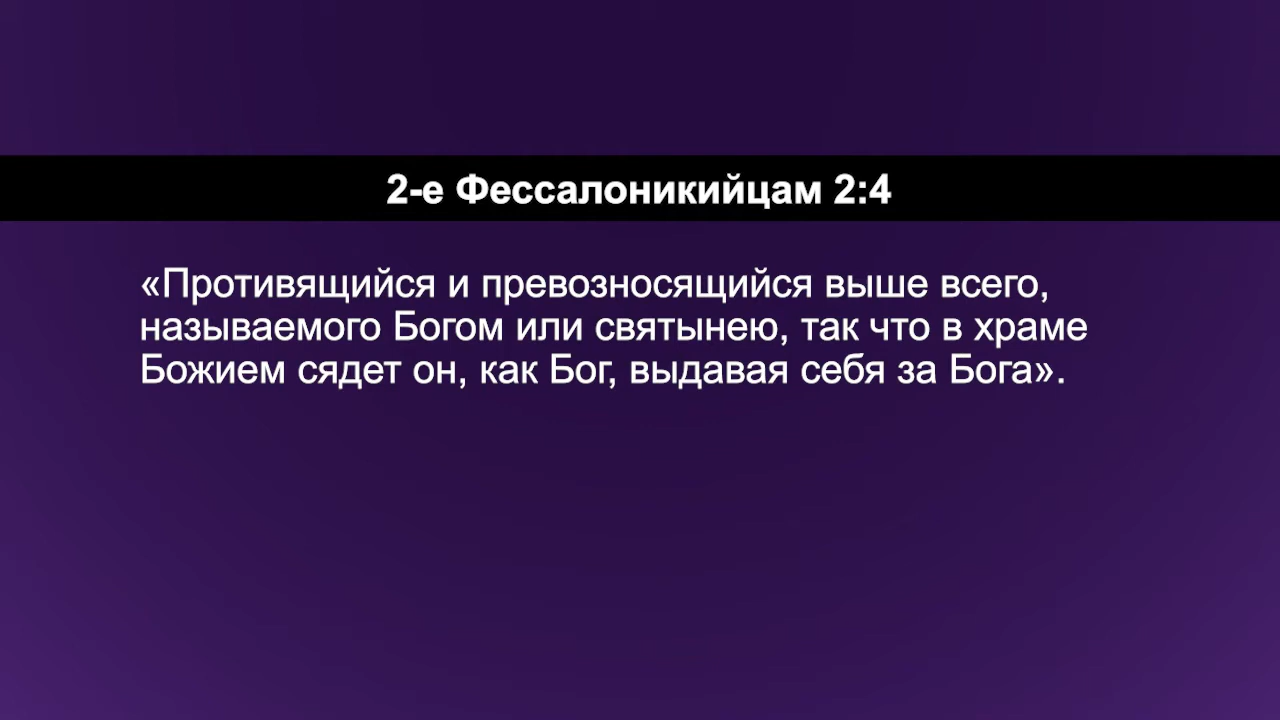 2-е Фессалоникийцам 2:4
«Противящийся и превозносящийся выше всего,
называемого Богом или святынею, так что в храме
Божием сядет он, как Бог, выдавая себя за Бога».